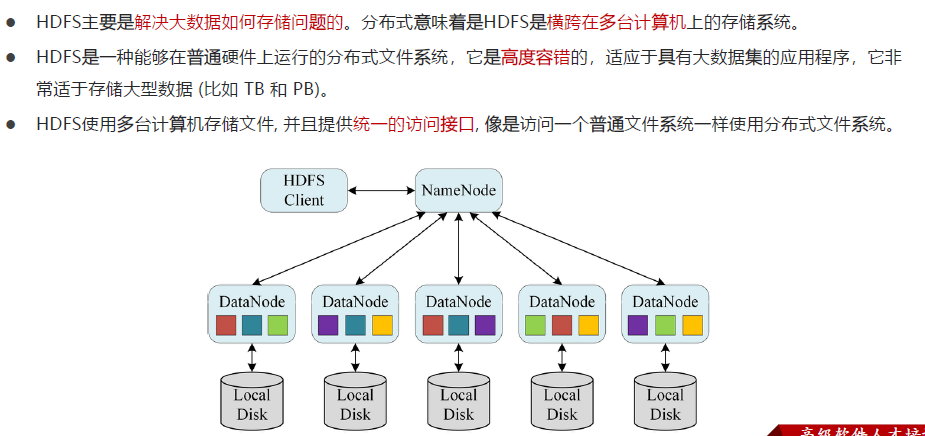 HDFS主要是解决大数据如何存储问题的。分布式意味着是HDFS是横跨在多台计算机上的存储系统。
HDFS是一种能够在普通硬件上运行的分布式文件系统，它是高度容错的，适应于具有大数据集的应用程序，它非
常适于存储大型数据 (比如 TB 和 PB)。
HDFS使用多台计算机存储文件, 并且提供统一的访问接口, 像是访问一个普通文件系统一样使用分布式文件系统。
HDFS
Client
NameNode
DataNode
DataNode
DataNode
DataNode
DataNode
Local
Disk
Local
Disk
Local
Disk
Local
Disk
Local
Disk
高级软件人才培